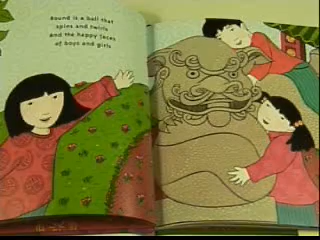 Round is a ball that
spins and twirls
and the happy faces
of boys and girls